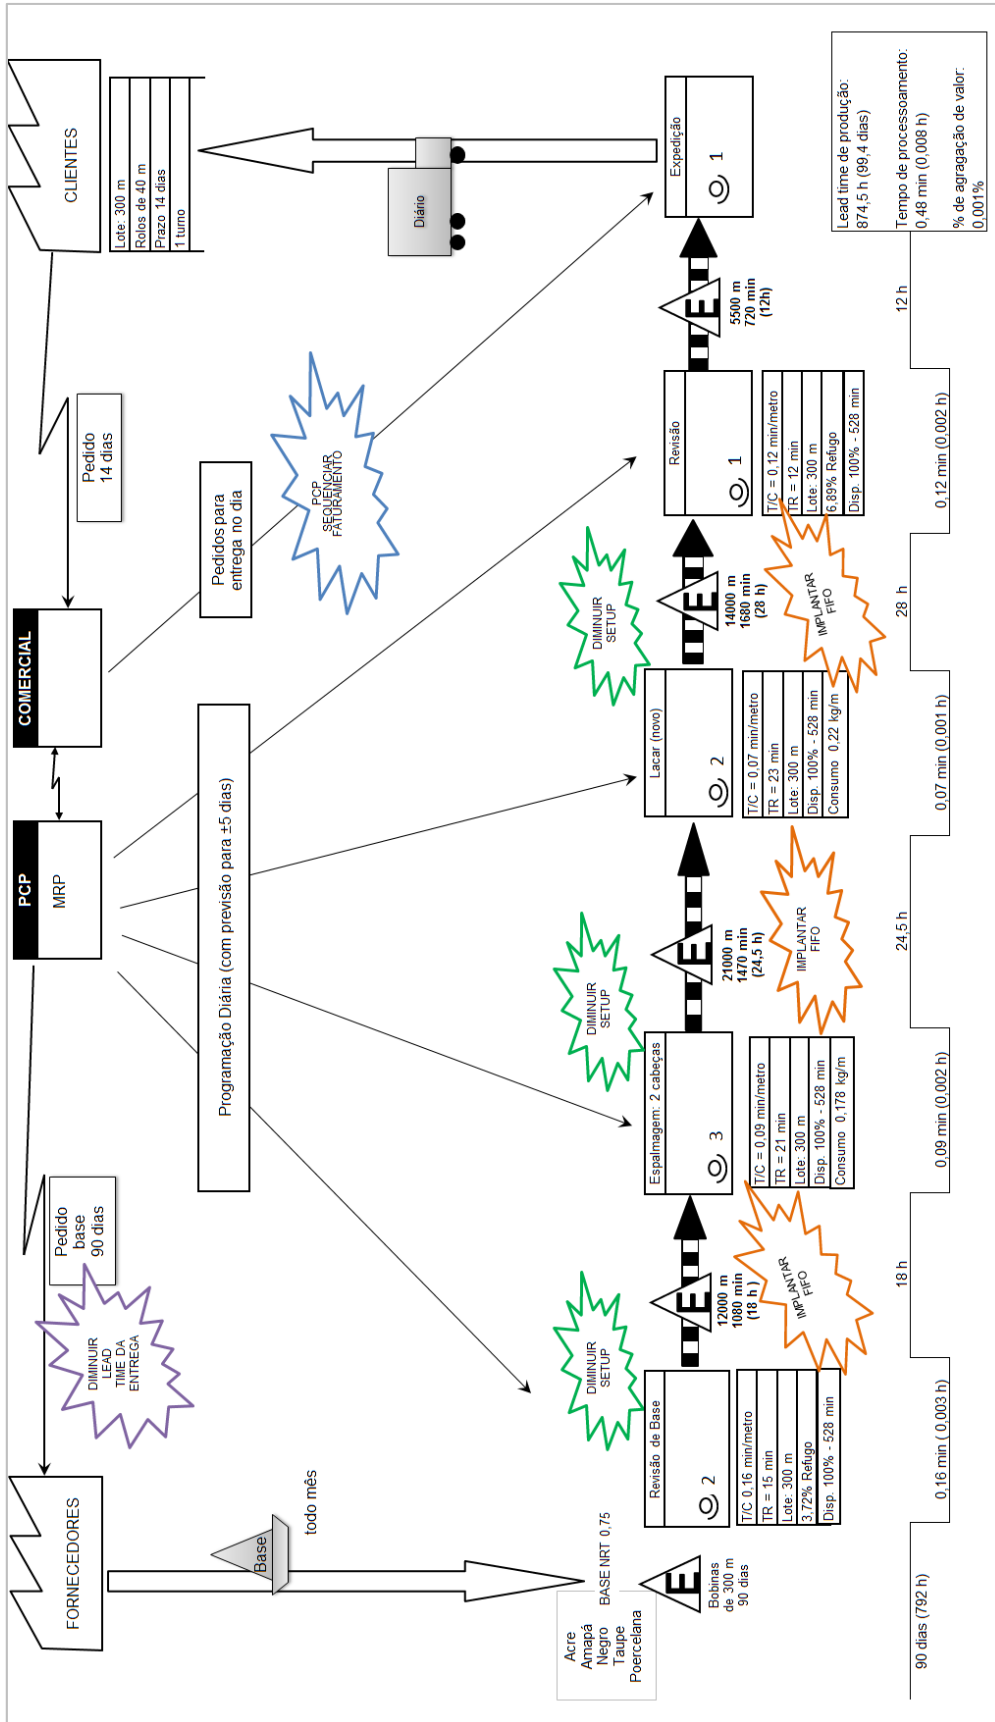 FORNECEDORES
Pedido
base
90 dias
DIMINUIR
LEAD
TIME DA
ENTREGA
PCP
MRP
COMERCIAL
Pedido
14 dias
CLIENTES
Lote: 300 m
Rolos de 40 m
Prazo 14 dias
1 turno
Base
todo mês
Programação Diária (com previsão para ±5 dias)
Pedidos para
entrega no dia
PCP
SEQUENCIAR
FATURAMENTO
Diário
Acre
Amapá
Negro
Taupe
Poercelana
BASE NRT 0,75
E
Bobinas
de 300 m
90 dias
DIMINUIR
SETUP
Revisão de Base
2
T/C 0,16 min/metro
TR = 15 min
Lote: 300 m
3,72% Refugo
Disp. 100% - 528 min
E
12000 m
1080 min
(18 h )
IMPLANTAR
FIFO
Espalmagem: 2 cabeças
3
T/C = 0,09 min/metro
TR = 21 min
Lote: 300 m
Disp. 100% - 528 min
Consumo 0,178 kg/m
DIMINUIR
SETUP
E
21000 m
1470 min
(24,5 h)
IMPLANTAR
FIFO
Lacar (novo)
2
T/C = 0,07 min/metro
TR = 23 min
Lote: 300 m
Disp. 100% - 528 min
Consumo 0,22 kg/m
DIMINUIR
SETUP
E
14000 m
1680 min
(28 h)
IMPLANTAR
FIFO
Revisão
1
T/C = 0,12 min/metro
TR = 12 min
Lote: 300 m
6,89% Refugo
Disp. 100% - 528 min
E
5500 m
720 min
(12h)
Expedição
1
90 dias (792 h)
0,16 min ( 0,003 h)
18 h
0,09 min (0,002 h)
24,5 h
0,07 min (0,001 h)
28 h
0,12 min (0,002 h)
12 h
Lead time de produção:
874,5 h (99,4 dias)
Tempo de processoamento:
0,48 min (0,008 h)
% de agragação de valor:
0,001%